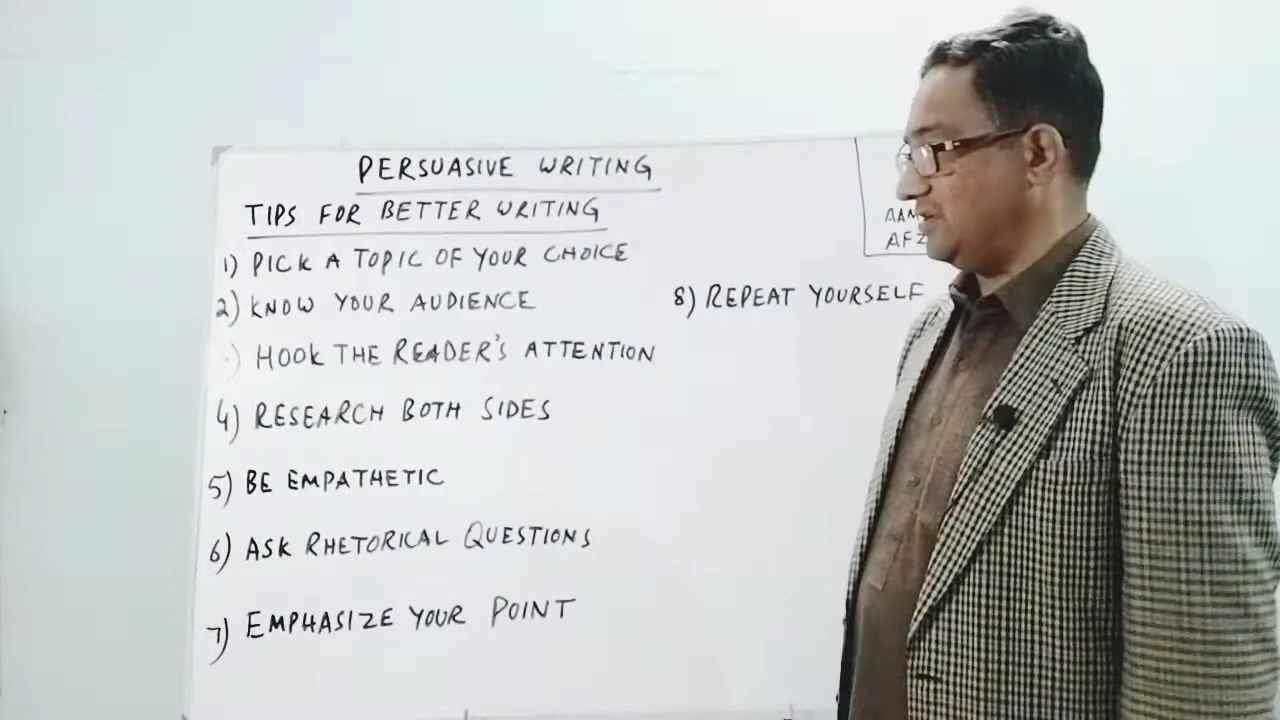 PERSUASIVE WRITING
TIPS FOR BETTER WRITING
1) PICK A TOPIC OF YOUR CHOICE
2) KNOW YOUR AUDIENCE
) HOOK THE READER'S ATTENTION
4) RESEARCH BOTH SIDES
5) BE EMPATHETIC
6) ASK RHETORICAL QUESTIONS
7) EMPHASIZE YOUR POINT
8) REPEAT YOURSELF